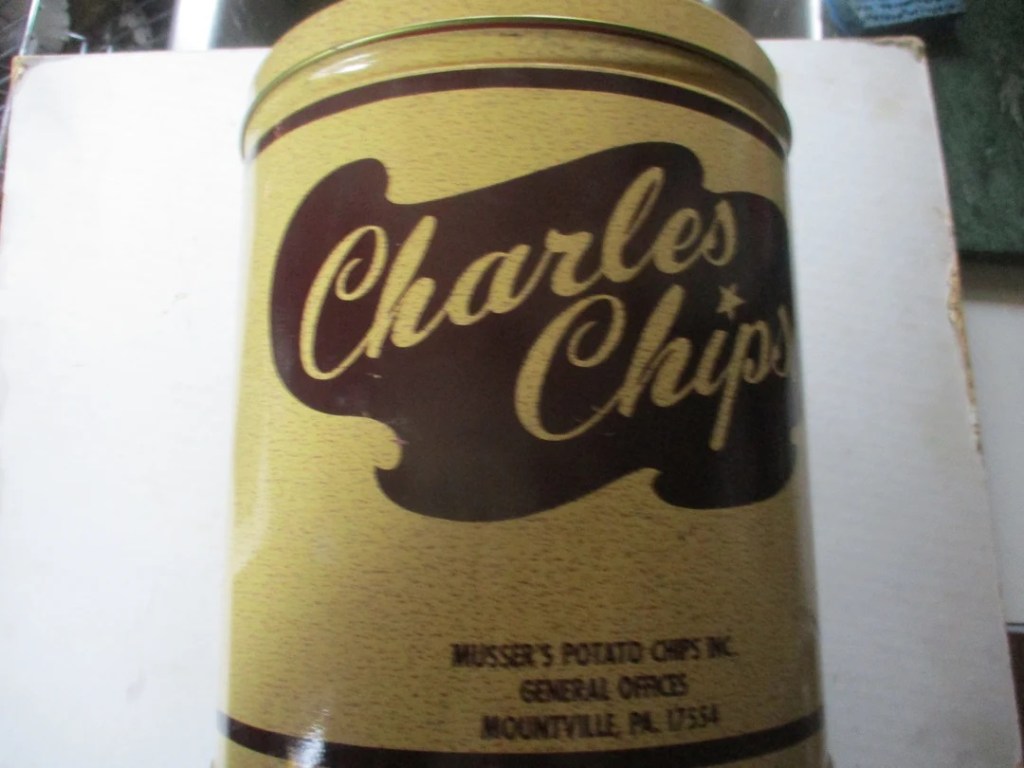 Charles
Chips
MUSSER'S POTATO CHIPS INC.
GENERAL OFFICES
MOUNTVILLE, PA. 17554